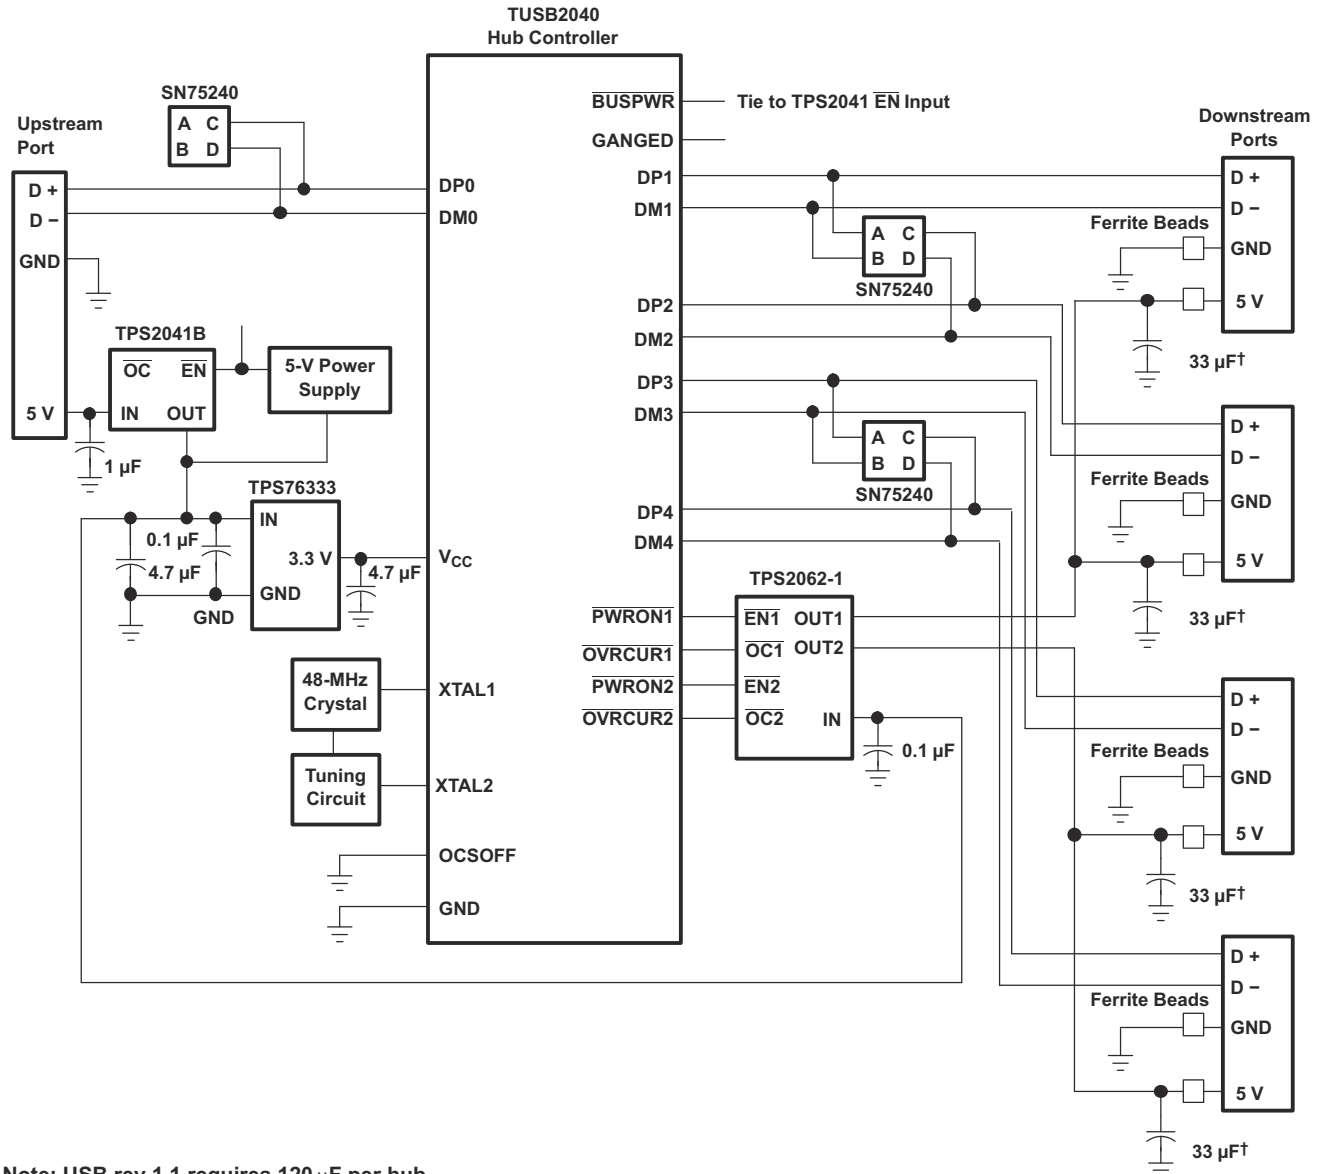 TUSB2040
Hub Controller
SN75240
A C
B D
Upstream
Port
D +
D −
GND
5 V
TPS2041B
OC EN
IN OUT
5-V Power
Supply
1 µF
TPS76333
IN
3.3 V
GND
0.1 µF
4.7 µF
GND
4.7 µF
48-MHz
Crystal
Tuning
Circuit
DP0
DM0
VCC
XTAL1
XTAL2
OCSOFF
GND
BUSPWR
GANGED
DP1
DM1
DP2
DM2
DP3
DM3
DP4
DM4
PWRON1
OVRCUR1
PWRON2
OVRCUR2
Tie to TPS2041 EN Input
A C
B D
SN75240
A C
B D
SN75240
TPS2062-1
EN1 OUT1
OC1 OUT2
EN2
OC2 IN
0.1 µF
Downstream
Ports
D +
D −
Ferrite Beads
GND
5 V
33 µF†
D +
D −
Ferrite Beads
GND
5 V
33 µF†
D +
D −
Ferrite Beads
GND
5 V
33 µF†
D +
D −
Ferrite Beads
GND
5 V
33 µF†
Note: USB rev 1.1 requires 120 µF per hub